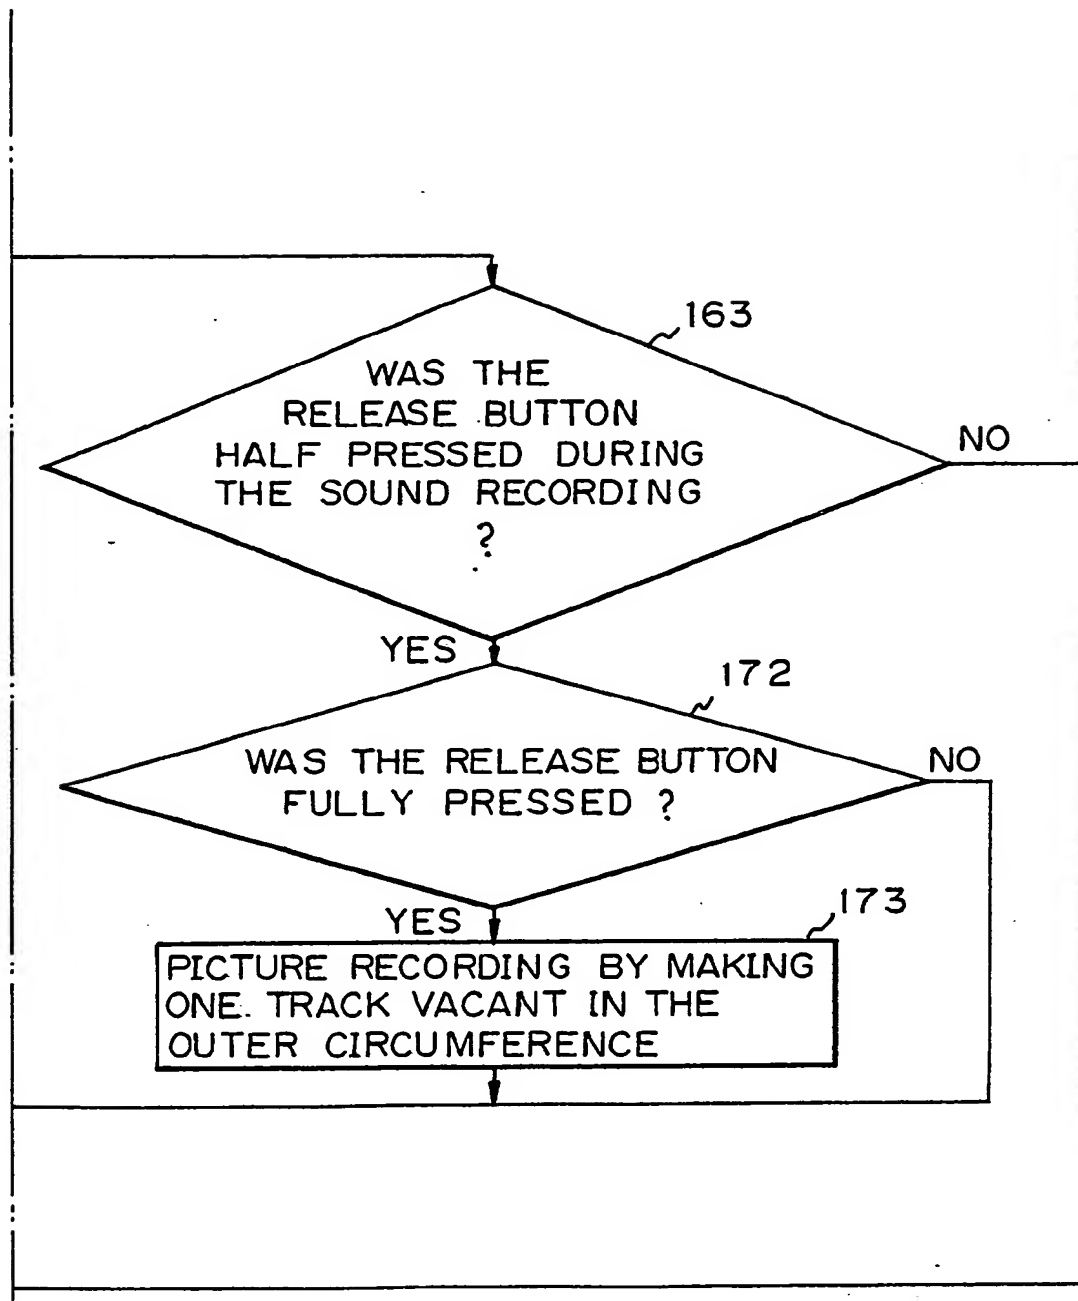 163
WAS THE
RELEASE BUTTON
HALF PRESSED DURING
THE SOUND RECORDING
?
NO
YES
172
WAS THE RELEASE BUTTON
FULLY PRESSED ?
NO
YES
173
PICTURE RECORDING BY MAKING
ONE. TRACK VACANT IN THE
OUTER CIRCUMFERENCE